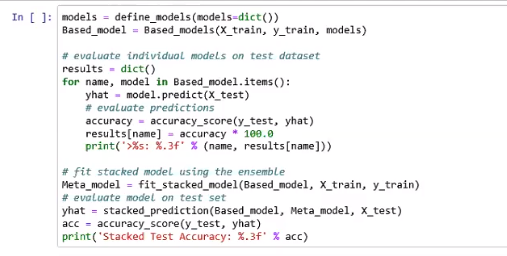 In [ ]: models = define_models(models=dict())
Based_model = Based_models(X_train, y_train, models)
# evaluate individual models on test dataset
results = dict()
for name, model in Based_model.items():
yhat = model.predict(X_test)
# evaluate predictions
accuracy = accuracy_score(y_test, yhat)
results[name] = accuracy * 100.0
print('>%s: %.3f' % (name, results[name]))
# fit stacked model using the ensemble
Meta_model = fit_stacked_model(Based_model, X_train, y_train)
# evaluate model on test set
yhat = stacked_prediction(Based_model, Meta_model, X_test)
acc = accuracy_score(y_test, yhat)
print('Stacked Test Accuracy: %.3f' % acc)